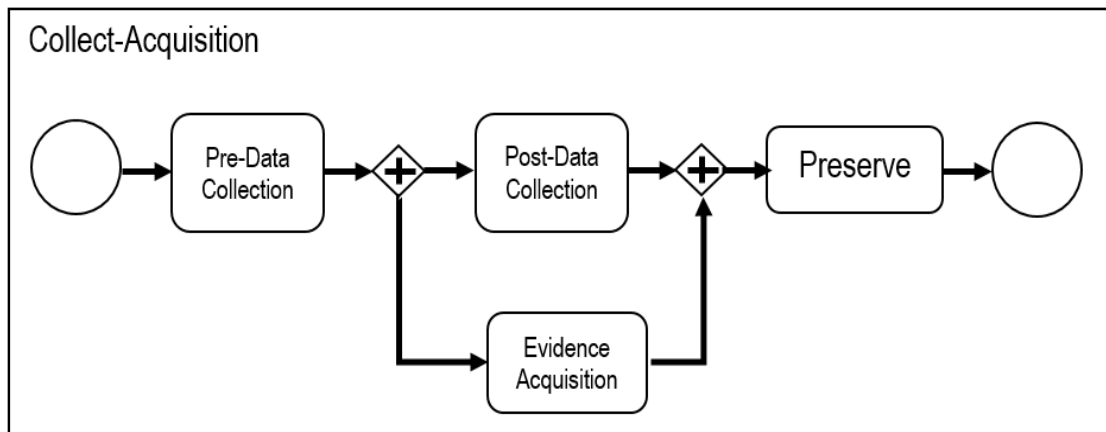 Collect-Acquisition
Pre-Data
Collection
Post-Data
Collection
Preserve
Evidence
Acquisition